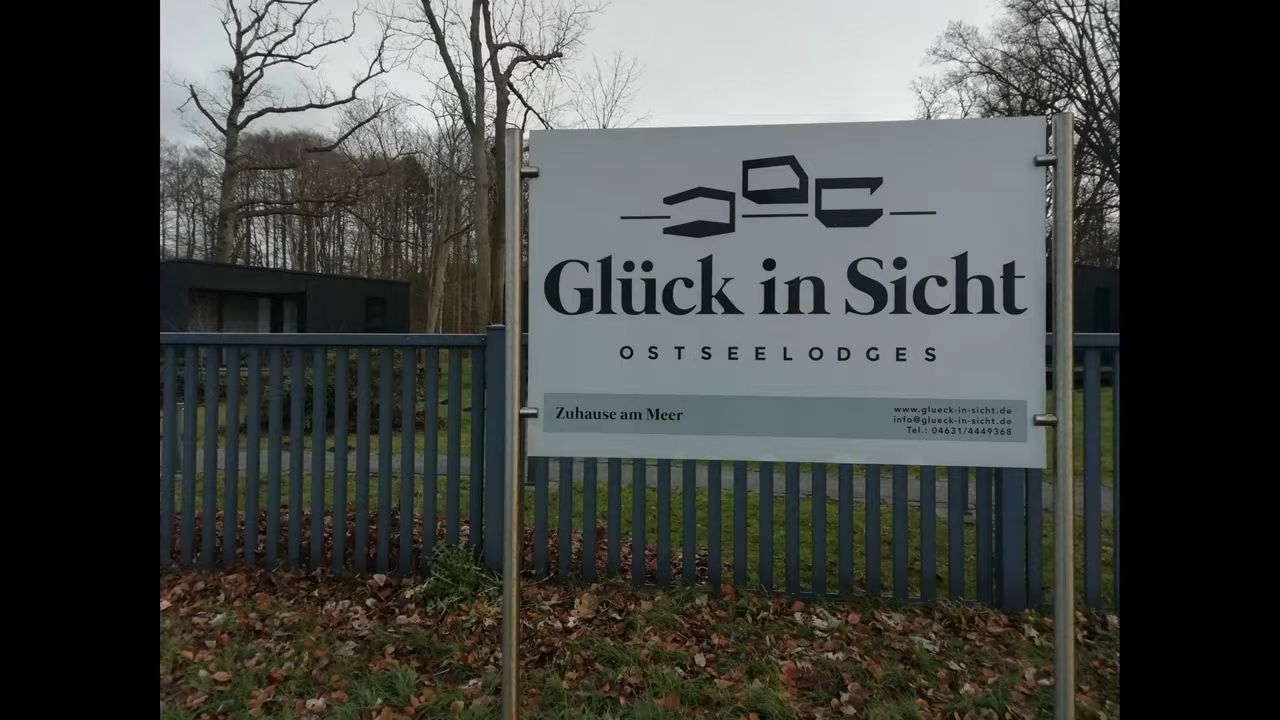 Glück in Sicht
OSTSEELODGES
Zuhause am Meer
www.glueck-in-sicht.de
info@glueck-in-sicht.de
Tel.: 04631/4449368